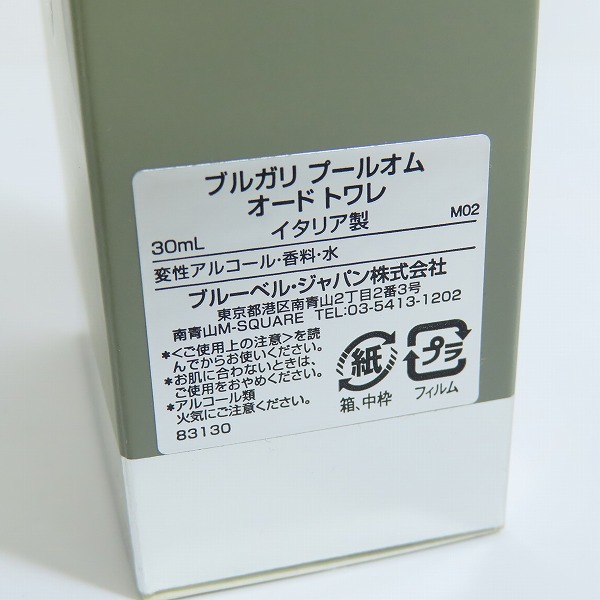 ブルガリ プールオム
オード トワレ
イタリア製
30mL M02
変性アルコール・香料・水
ブルーベル・ジャパン株式会社
東京都港区南青山2丁目2番3号
南青山M-SQUARE TEL:03-5413-1202
*<ご使用上の注意>を読
んでからお使いください。
*お肌に合わないときは、
ご使用をおやめください。
*アルコール類
火気にご注意ください。
83130
紙
箱、中枠
プラ
フィルム